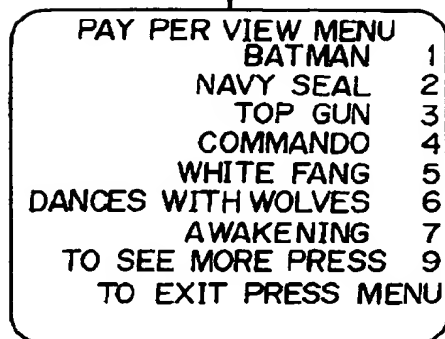 PAY PER VIEW MENU
BATMAN 1
NAVY SEAL 2
TOP GUN 3
COMMANDO 4
WHITE FANG 5
DANCES WITH WOLVES 6
AWAKENING 7
TO SEE MORE PRESS 9
TO EXIT PRESS MENU